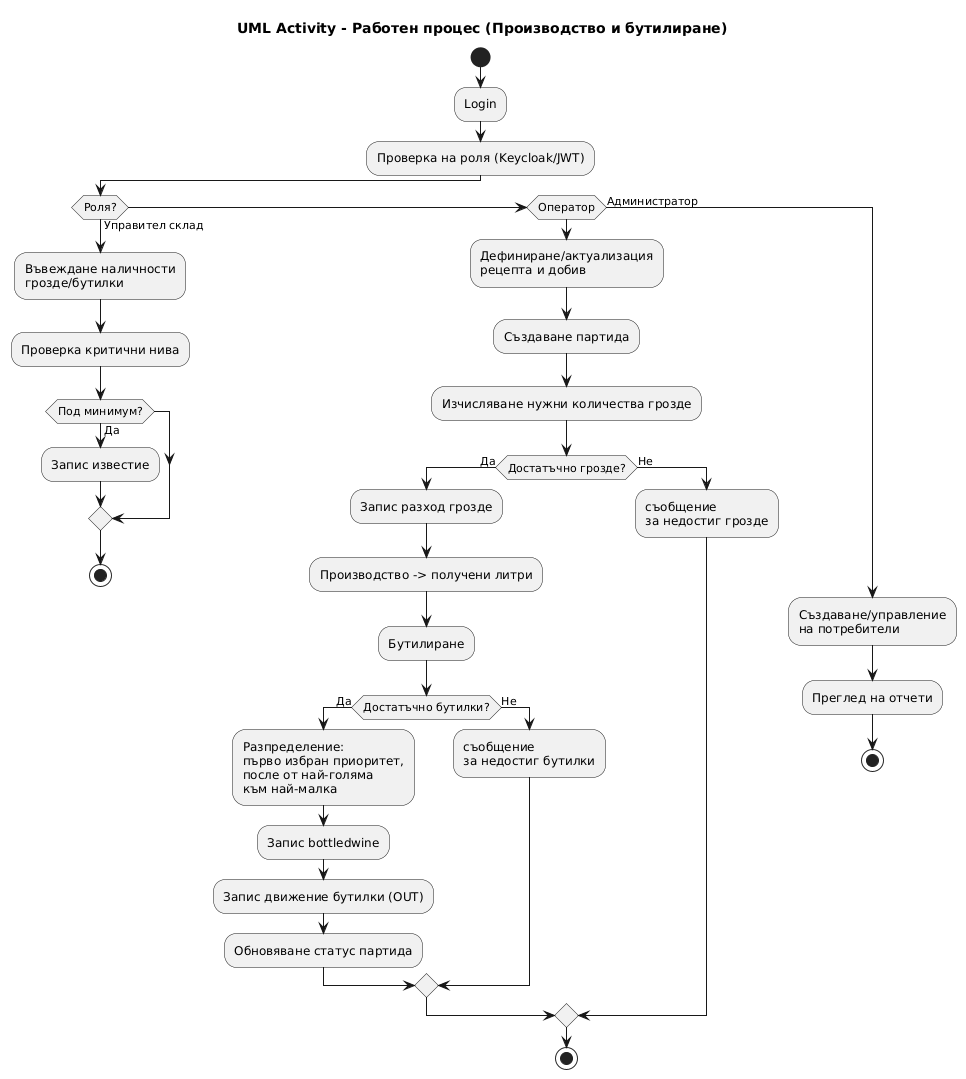 UML Activity - Работен процес (Производство и бутилиране)
Login
Проверка на роля (Keycloak/JWT)
Роля?
Управител склад
Въвеждане наличности
грозде/бутилки
Проверка критични нива
Под минимум?
Да
Запис известие
Оператор
Дефиниране/актуализация
рецепта и добив
Създаване партида
Изчисляване нужни количества грозде
Достатъчно грозде?
Да
Запис разход грозде
Производство -> получени литри
Бутилиране
Достатъчно бутилки?
Да
Разпределение:
първо избран приоритет,
после от най-голяма
към най-малка
Запис bottledwine
Запис движение бутилки (OUT)
Обновяване статус партида
Не
съобщение
за недостиг бутилки
Не
съобщение
за недостиг грозде
Администратор
Създаване/управление
на потребители
Преглед на отчети